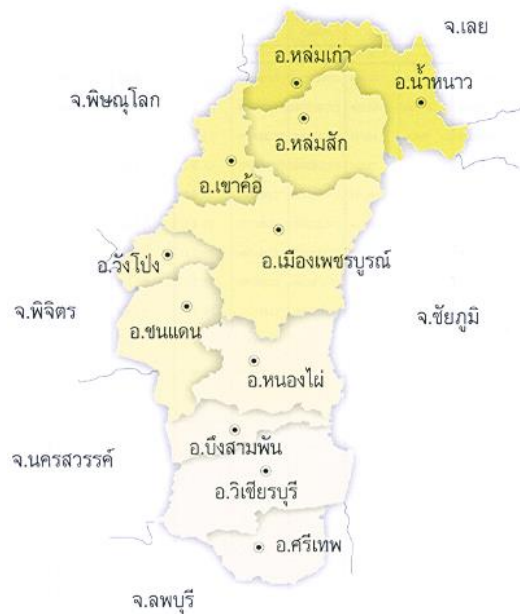 จ.เลย
อ.หล่มเก่า
อ.น้ำหนาว
จ.พิษณุโลก
อ.หล่มสัก
อ.เขาค้อ
อ.วังโป่ง
อ.เมืองเพชรบูรณ์
จ.พิจิตร
จ.ชัยภูมิ
อ.ชนแดน
อ.หนองไผ่
อ.บึงสามพัน
จ.นครสวรรค์
อ.วิเชียรบุรี
อ.ศรีเทพ
จ.ลพบุรี